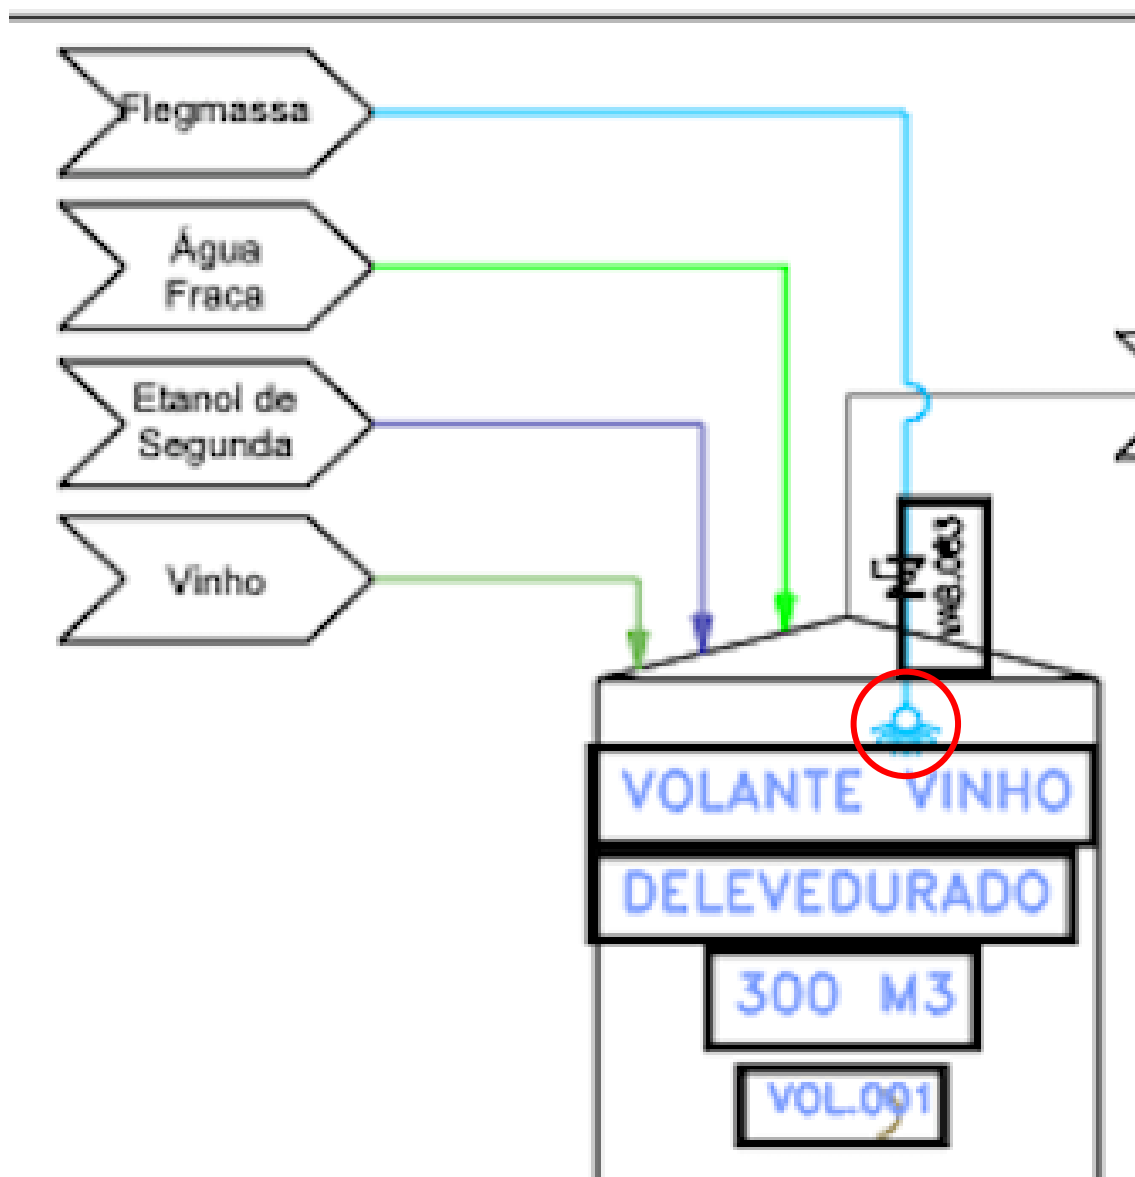 Flegmassa
Água
Fraca
Etanol de
Segunda
Vinho
VOLANTE VINHO
DELEVEDURADO
300 M3
VOL.001